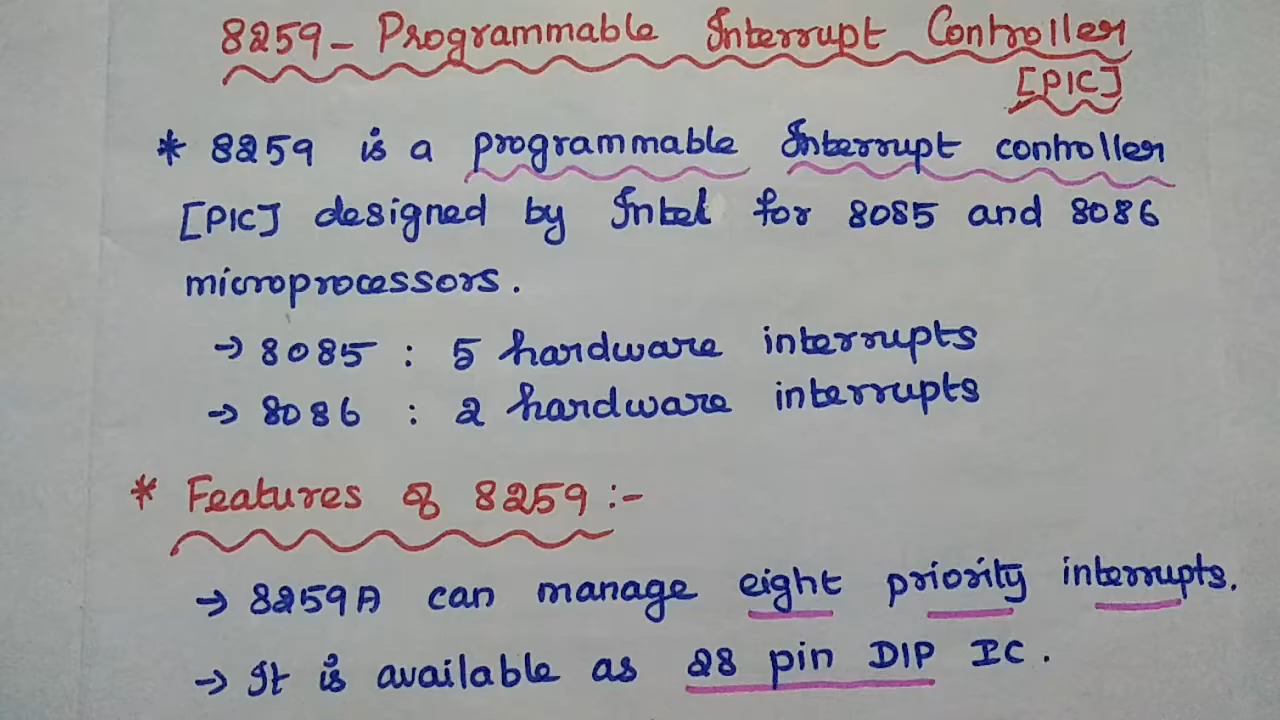 8259 - Programmable Interrupt Controller
[PIC]
* 8259 is a programmable Interrupt controller
[PIC] designed by Intel for 8085 and 8086
microprocessors.
→ 8085 : 5 hardware interrupts
→ 8086 : 2 hardware interrupts
* Features of 8259 :-
→ 8259A can manage eight priority interrupts.
→ It is available as 28 pin DIP IC.